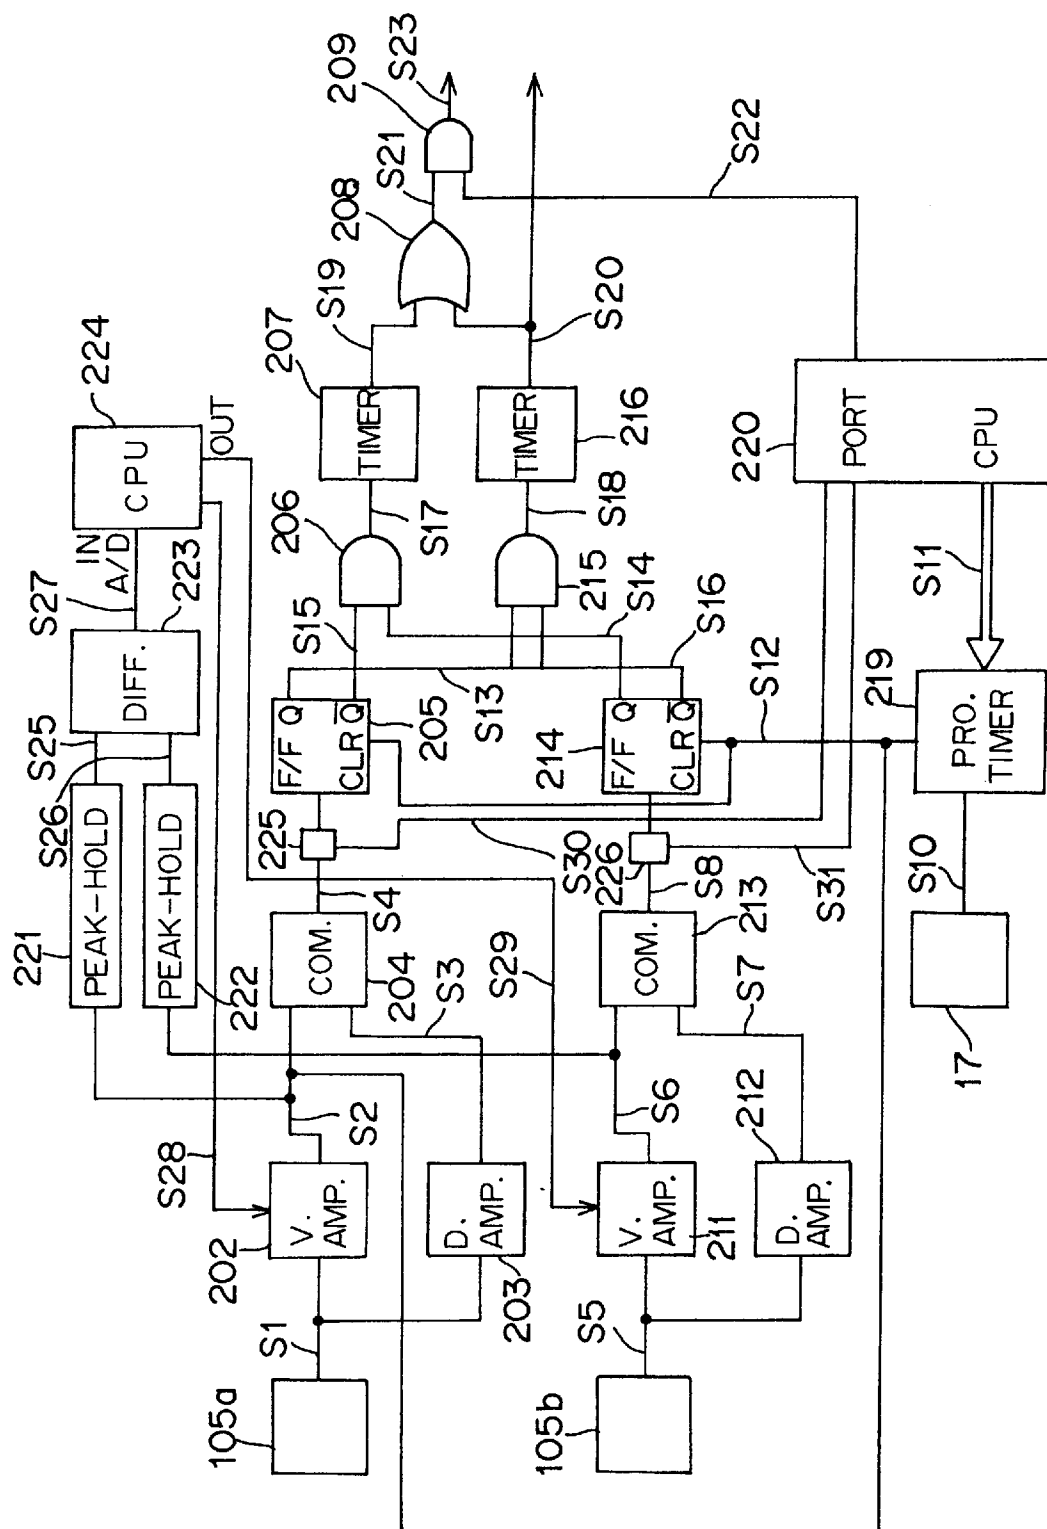 221
PEAK-HOLD
S25
S26
PEAK-HOLD
222
DIFF.
223
S27
IN
A/D
CPU
224
OUT
S28
202
V.
AMP.
S2
COM.
204
S4
225
F/F Q
CLR Q
205
S13
S15
206
S17
207
TIMER
S19
208
S21
209
S23
105a
S1
203
D.
AMP.
S3
S29
S30
215
S18
TIMER
216
S20
S14
S16
105b
S5
211
V.
AMP.
S6
COM.
213
S8
226
214
F/F Q
CLR Q
S12
212
D.
AMP.
S7
S31
S22
220
PORT
CPU
S11
17
S10
219
PRO.
TIMER